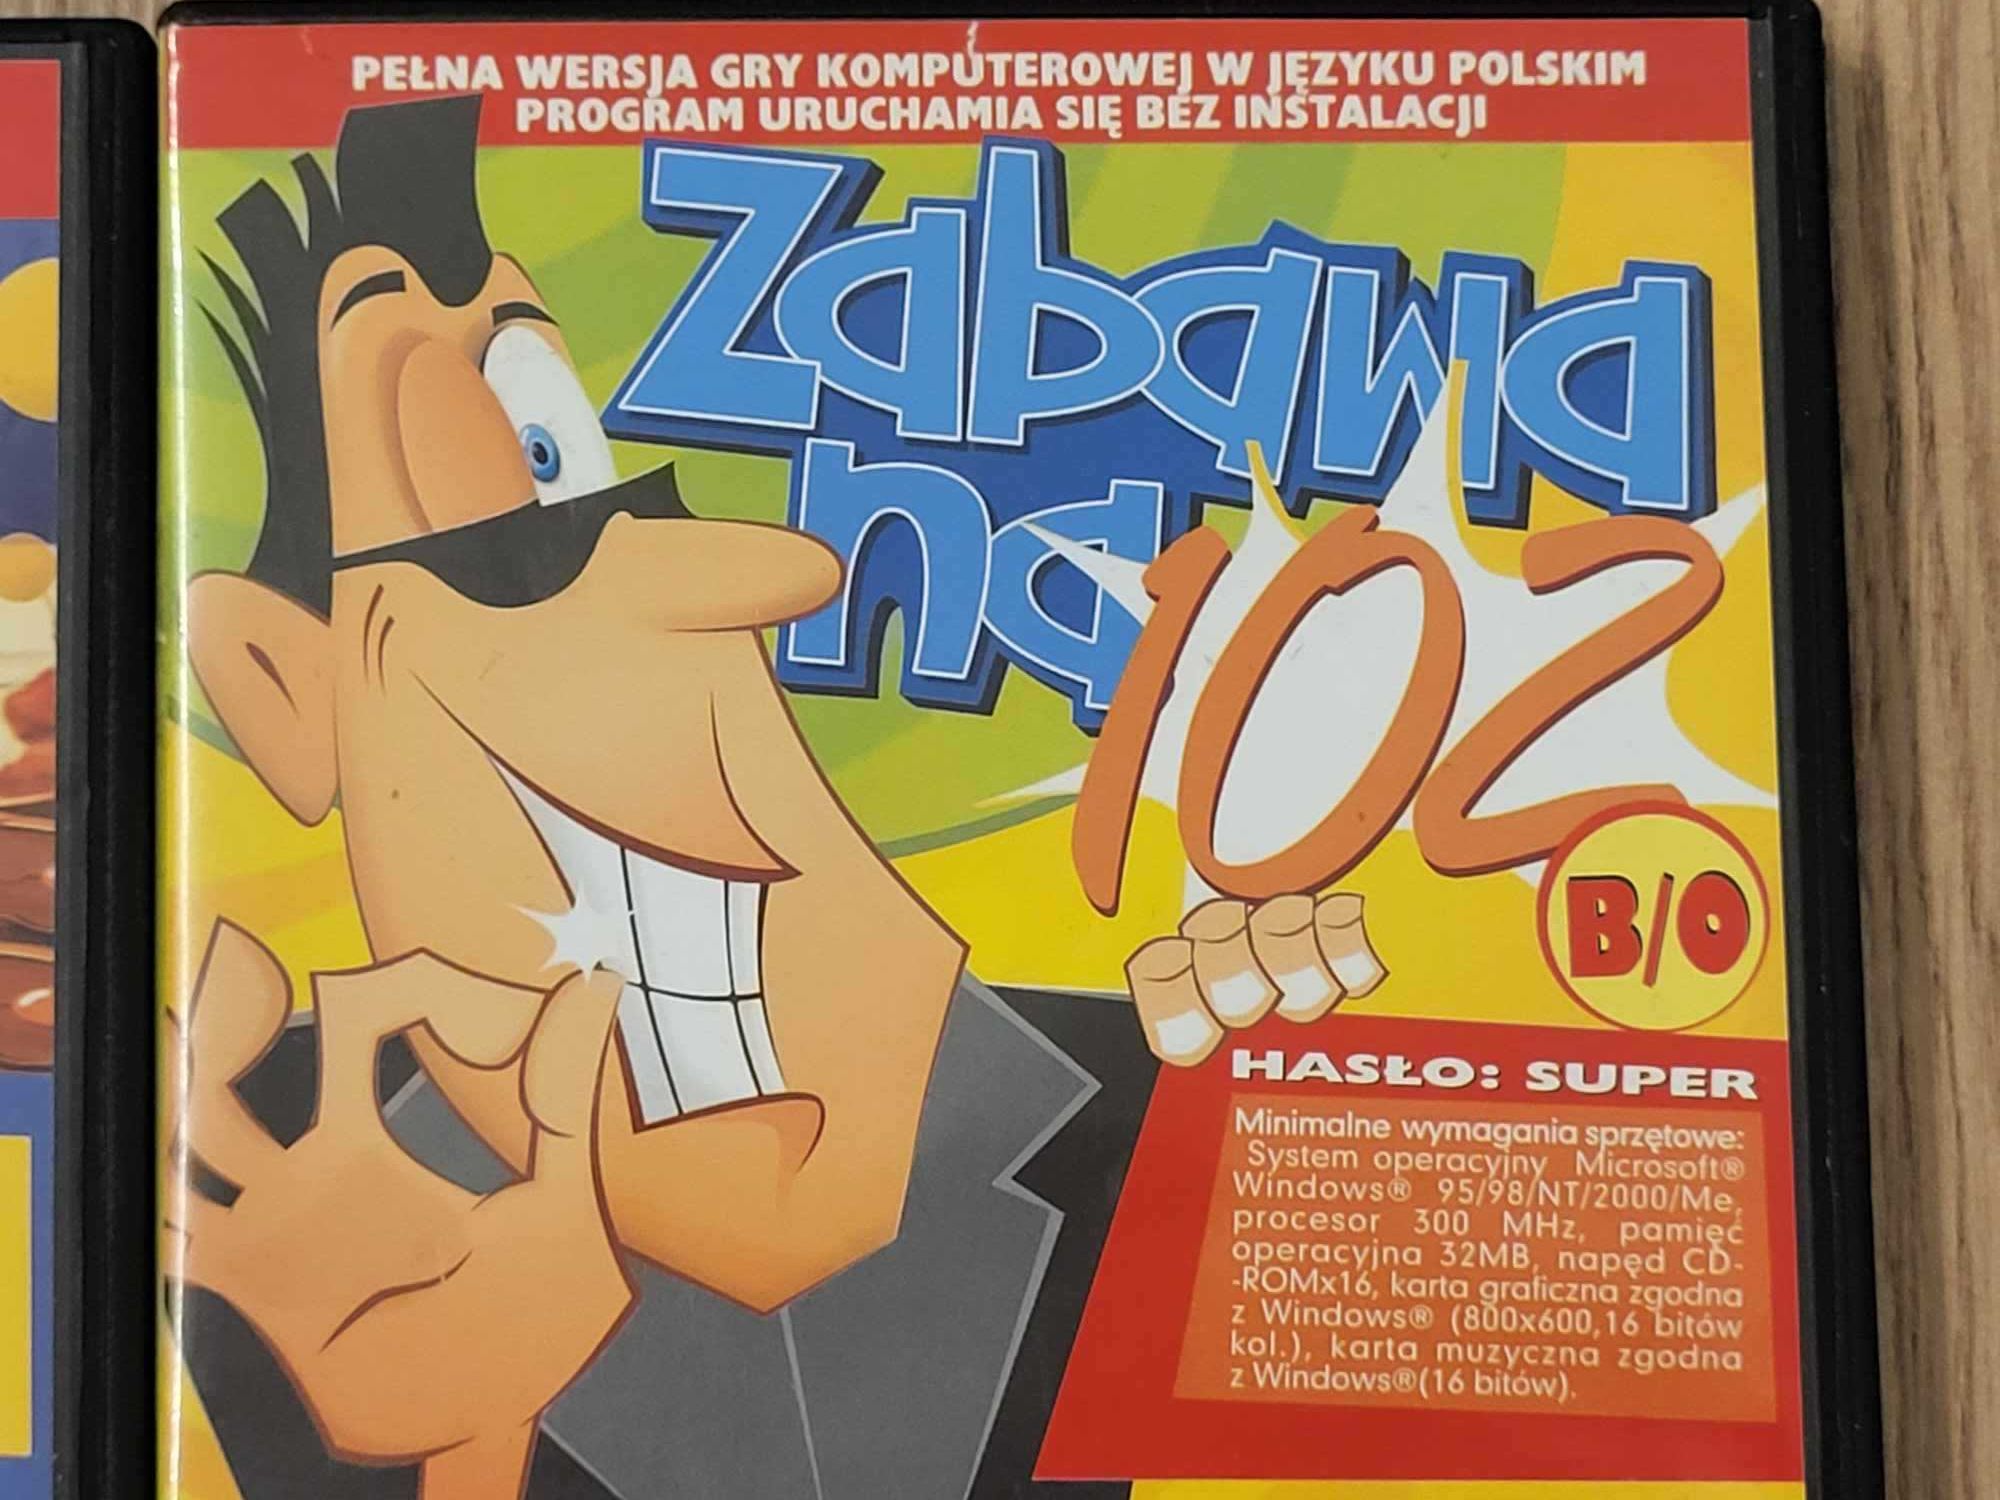 PEŁNA WERSJA GRY KOMPUTEROWEJ W JĘZYKU POLSKIM
PROGRAM URUCHAMIA SIĘ BEZ INSTALACJI
Zabawa
na 102
B/O
HASŁO: SUPER
Minimalne wymagania sprzętowe:
System operacyjny Microsoft®
Windows® 95/98/NT/2000/Me,
procesor 300 MHz, pamięć
operacyjna 32MB, napęd CD-
-ROMx16, karta graficzna zgodna
z Windows® (800x600,16 bitów
kol.), karta muzyczna zgodna
z Windows®(16 bitów).